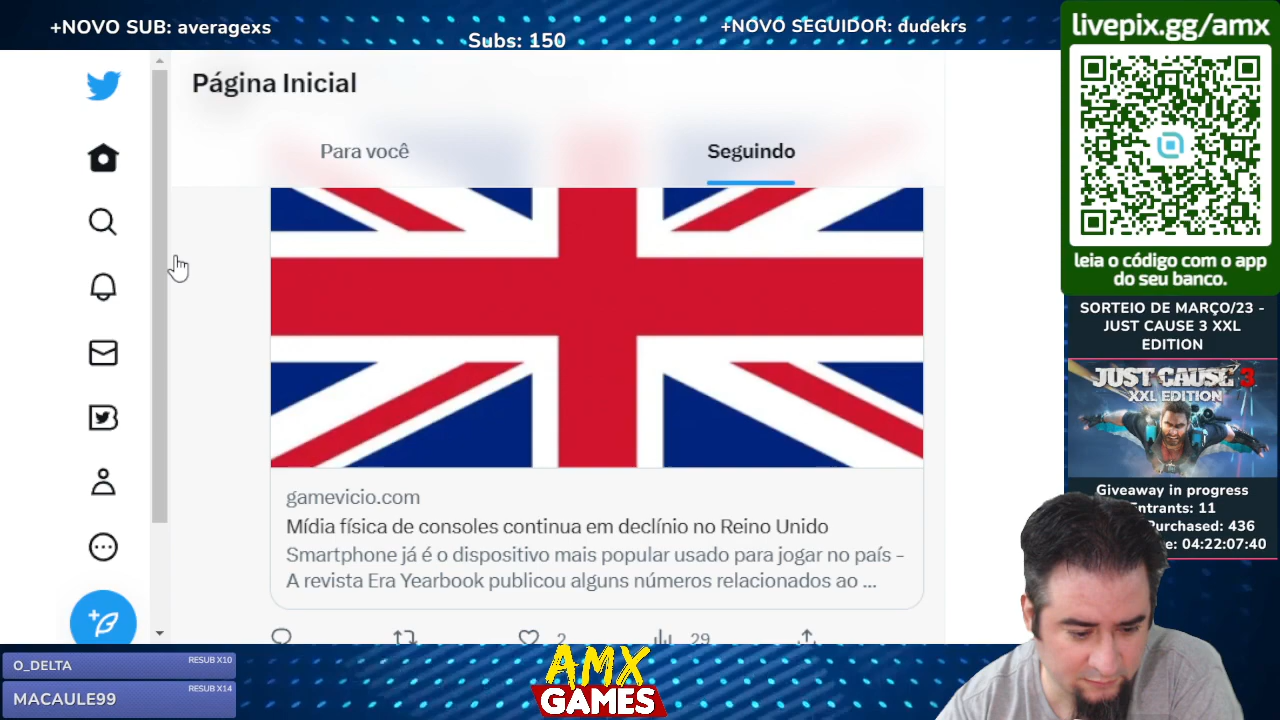 +NOVO SUB: averagexs
Subs: 150
+NOVO SEGUIDOR: dudekrs
livepix.gg/amx
leia o código com o app
do seu banco.
Página Inicial
Para você
Seguindo
gamevicio.com
Mídia física de consoles continua em declínio no Reino Unido
Smartphone já é o dispositivo mais popular usado para jogar no país -
A revista Era Yearbook publicou alguns números relacionados ao ...
2
29
SORTEIO DE MARÇO/23 -
JUST CAUSE 3 XXL
EDITION
JUST CAUSE 3
XXL EDITION
Giveaway in progress
Entrants: 11
Purchased: 436
04:22:07:40
O_DELTA
RESUB X10
MACAULE99
RESUB X14
AMX
GAMES